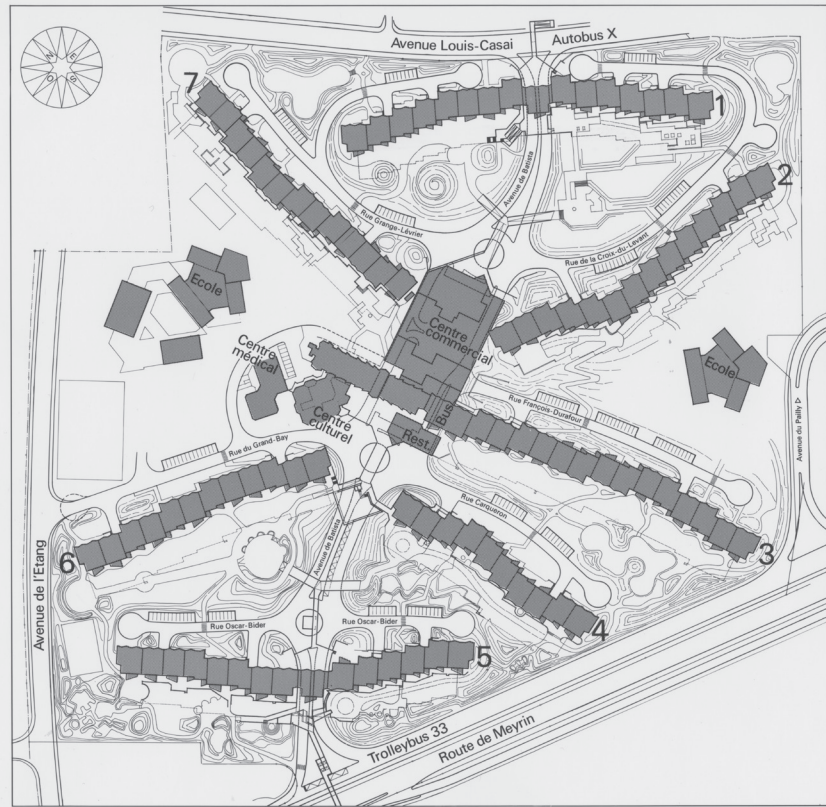 Avenue Louis-Casai
Autobus X
N
E
S
O
7
1
2
Avenue de Batista
Rue Grange-Lévrier
Rue de la Croix-du-Levant
Ecole
Centre
commercial
Centre
médical
Ecole
Bus
Rue François-Durafour
Centre
culturel
Rest.
Avenue du Pailly
Rue du Grand-Bay
Rue Carqueron
Avenue de Batista
6
3
Avenue de l'Etang
Rue Oscar-Bider
Rue Oscar-Bider
4
5
Trolleybus 33
Route de Meyrin